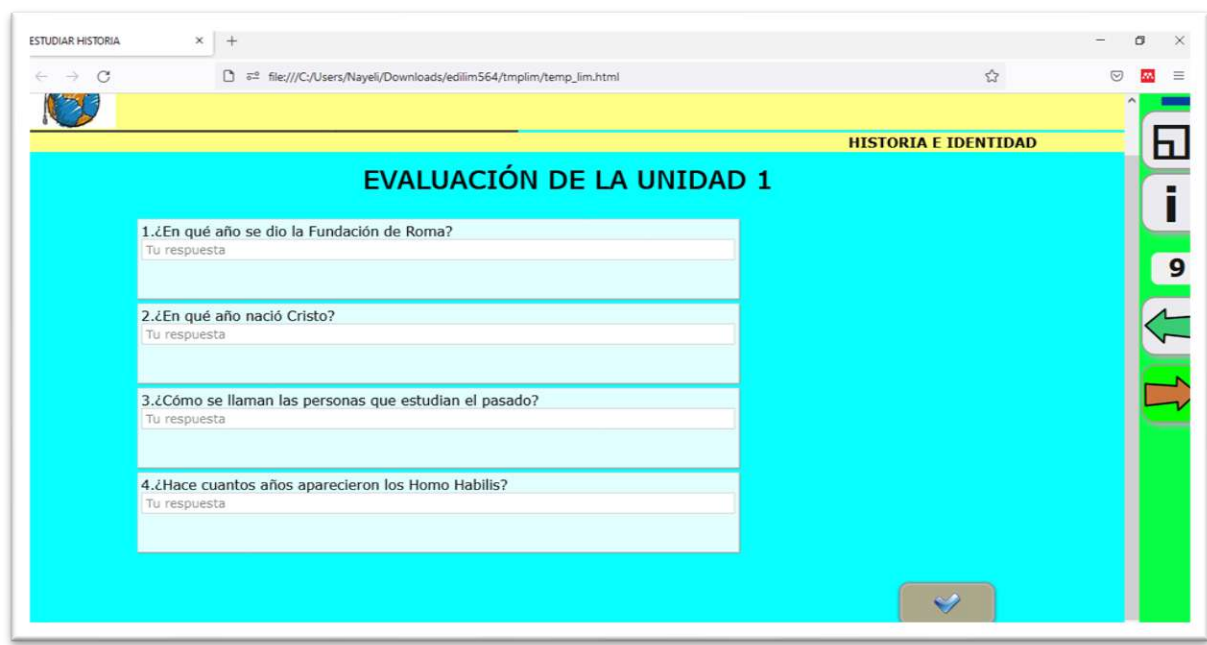 ESTUDIAR HISTORIA
file:///C:/Users/Nayeli/Downloads/edilim564/tmplim/temp_lim.html
HISTORIA E IDENTIDAD
EVALUACIÓN DE LA UNIDAD 1
1.¿En qué año se dio la Fundación de Roma?
Tu respuesta
2.¿En qué año nació Cristo?
Tu respuesta
3.¿Cómo se llaman las personas que estudian el pasado?
Tu respuesta
4.¿Hace cuantos años aparecieron los Homo Habilis?
Tu respuesta
i
9